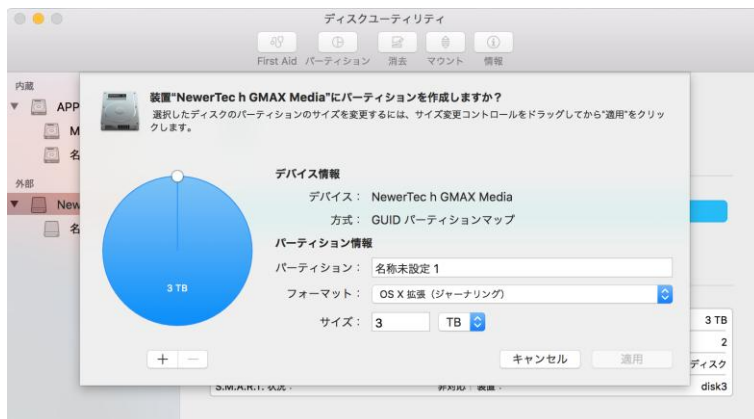 ディスクユーティリティ
First Aid パーティション 消去 マウント 情報
内蔵
APP
M
名
外部
New
名
装置"NewerTec h GMAX Media"にパーティションを作成しますか？
選択したディスクのパーティションのサイズを変更するには、サイズ変更コントロールをドラッグしてから"適用"をクリッ
クします。
デバイス情報
デバイス： NewerTec h GMAX Media
方式： GUID パーティションマップ
パーティション情報
パーティション： 名称未設定 1
フォーマット： OS X 拡張（ジャーナリング）
サイズ： 3 TB
3 TB
+ −
キャンセル 適用
3 TB
2
ディスク
S.M.A.R.T. 状況： 非対応 装置： disk3